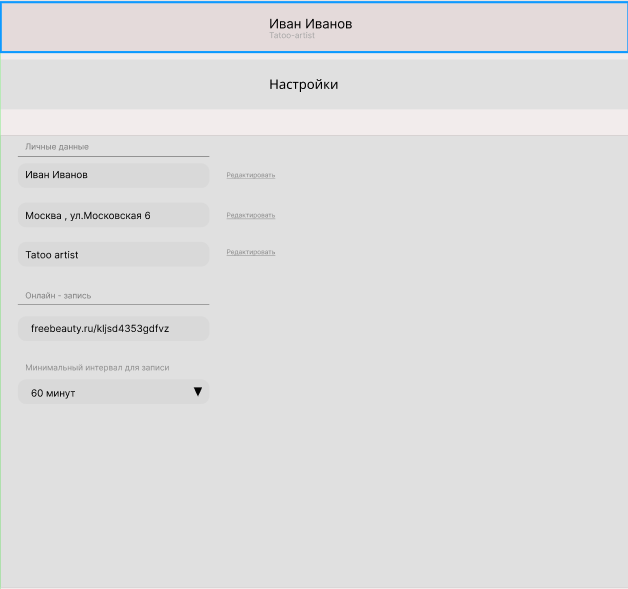 Иван Иванов
Tatoo-artist
Настройки
Личные данные
Иван Иванов
Редактировать
Москва , ул.Московская 6
Редактировать
Tatoo artist
Редактировать
Онлайн - запись
freebeauty.ru/kljsd4353gdfvz
Минимальный интервал для записи
60 минут